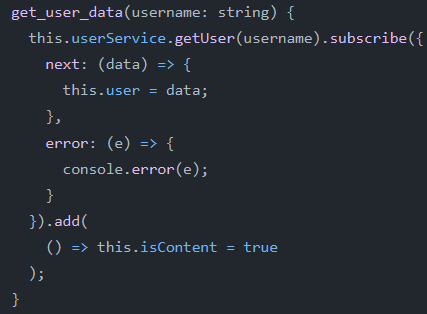 get_user_data(username: string) {
this.userService.getUser(username).subscribe({
next: (data) => {
this.user = data;
},
error: (e) => {
console.error(e);
}
}).add(
() => this.isContent = true
);
}